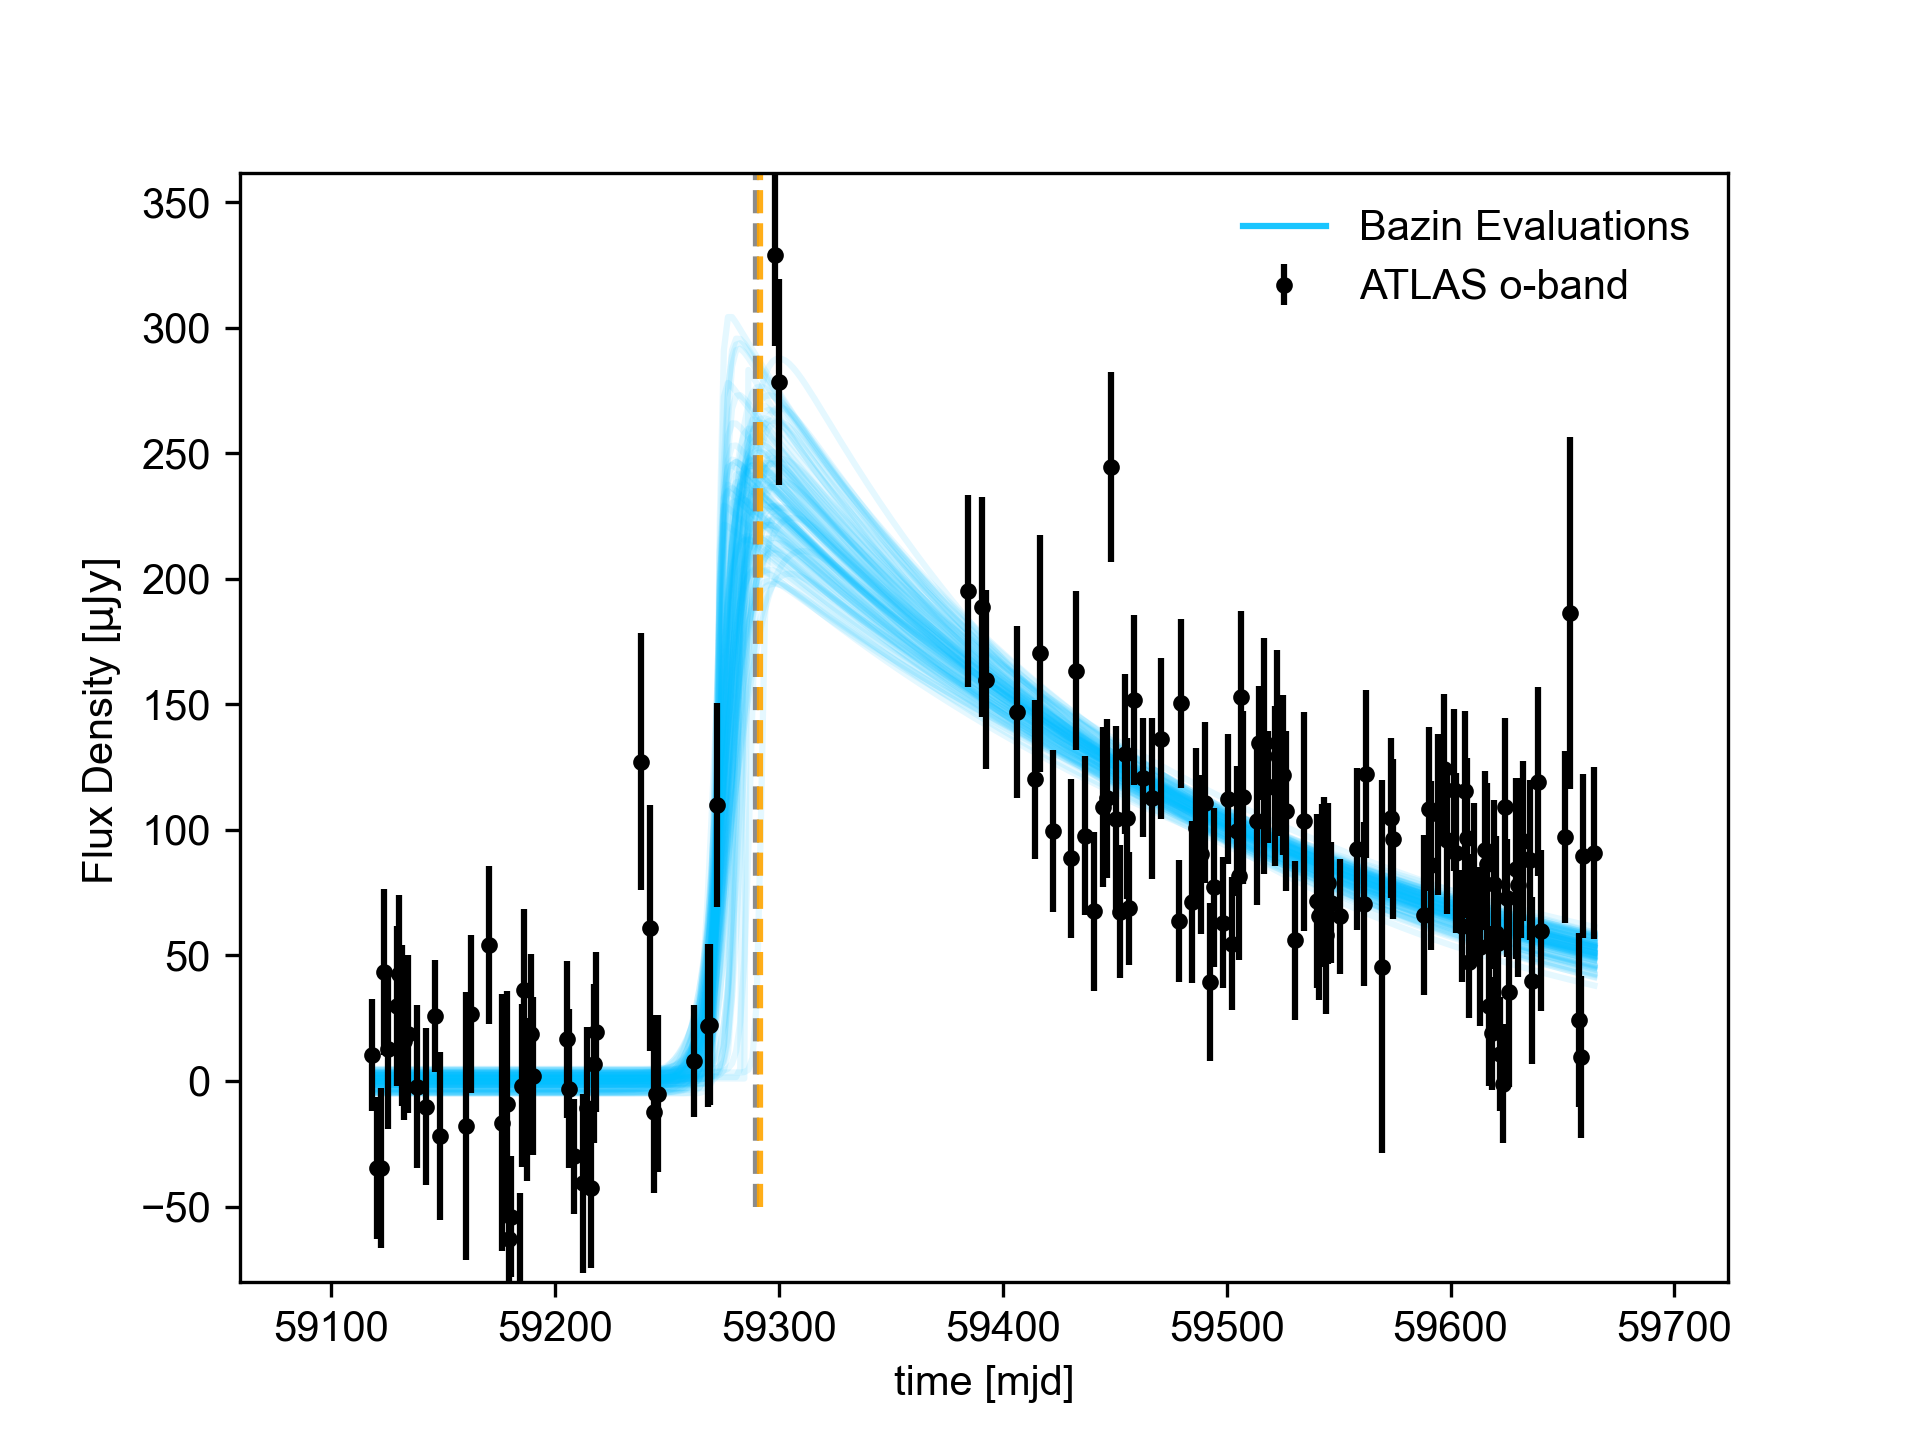 350
300
250
200
150
100
50
0
−50
Flux Density [µJy]
Bazin Evaluations
ATLAS o-band
59100 59200 59300 59400 59500 59600 59700
time [mjd]